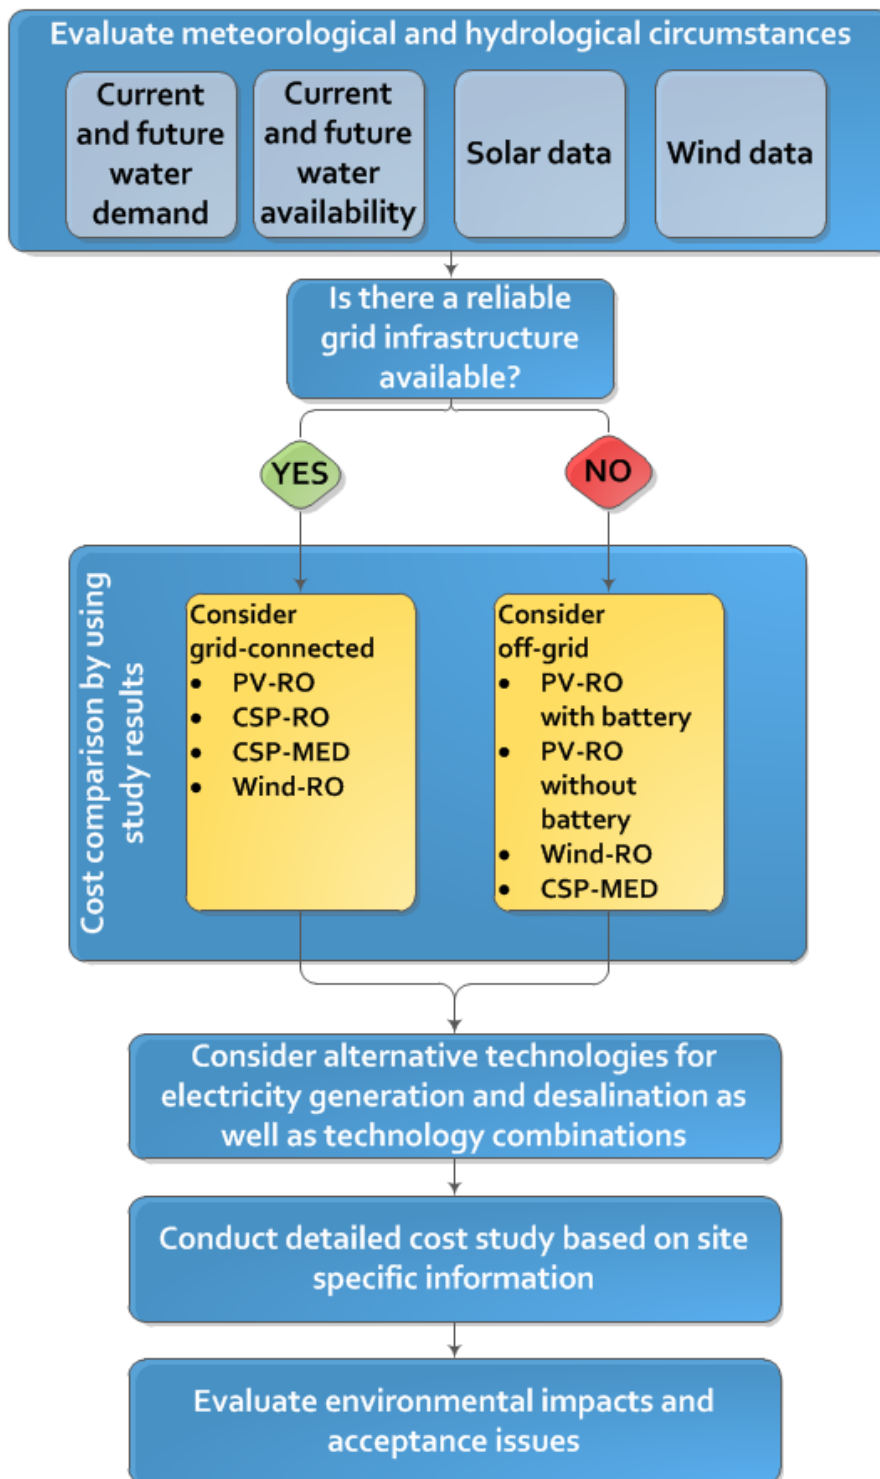 Evaluate meteorological and hydrological circumstances
Current
and future
water
demand
Current
and future
water
availability
Solar data
Wind data
Is there a reliable
grid infrastructure
available?
YES
NO
Cost comparison by using
study results
Consider
grid-connected
• PV-RO
• CSP-RO
• CSP-MED
• Wind-RO
Consider
off-grid
• PV-RO
with battery
• PV-RO
without
battery
• Wind-RO
• CSP-MED
Consider alternative technologies for
electricity generation and desalination as
well as technology combinations
Conduct detailed cost study based on site
specific information
Evaluate environmental impacts and
acceptance issues